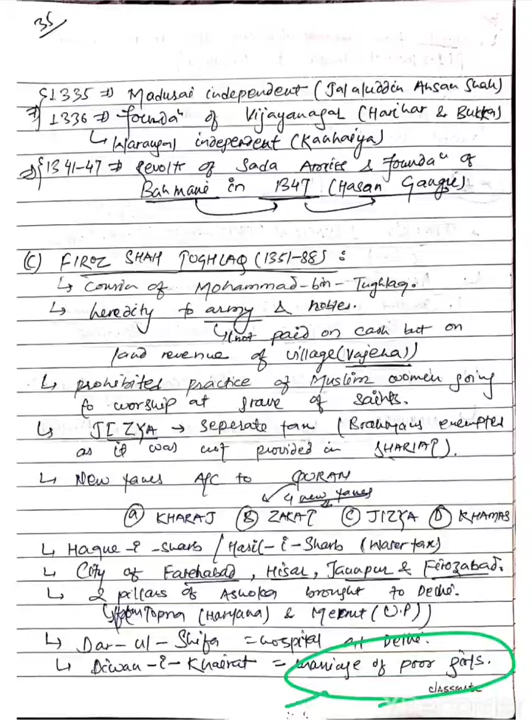 35
1335 ⇒ Madurai independent (Jalaluddin Ahsan Shah)
1336 ⇒ Foundaⁿ of Vijayanagar (Harihar & Bukka)
↳ Warangal independent (Kanhaiya)
1341-47 ⇒ Revolts of Sada Amirs & foundaⁿ of
Bahmani in 1347 (Hasan Gangu)
(C) FIROZ SHAH TUGHLAQ (1351-88) :
↳ Cousin of Mohammad-bin-Tughlaq.
↳ heredity to army & nobles.
↳ not paid on cash but on
land revenue of village (Vajeha)
↳ prohibited practice of Muslim women going
to worship at grave of saints.
↳ JIZYA → seperate tax (Brahmans exempted
as it was not provided in SHARIAT).
↳ New taxes A/C to QURAN
4 new taxes
(a) KHARAJ (B) ZAKAT (C) JIZYA (D) KHAMAS
↳ Haque-i-sharb / Hasil-i-Sharb (Water tax)
↳ City of Fatehabad, Hisar, Jaunpur & Firozabad.
↳ 2 pillars of Ashoka brought to Delhi.
Topra (Haryana) & Meerut (U.P))
↳ Dar-ul-Shifa = hospital at Delhi.
↳ Diwan-i-Khairat = marriage of poor girls.
classmate